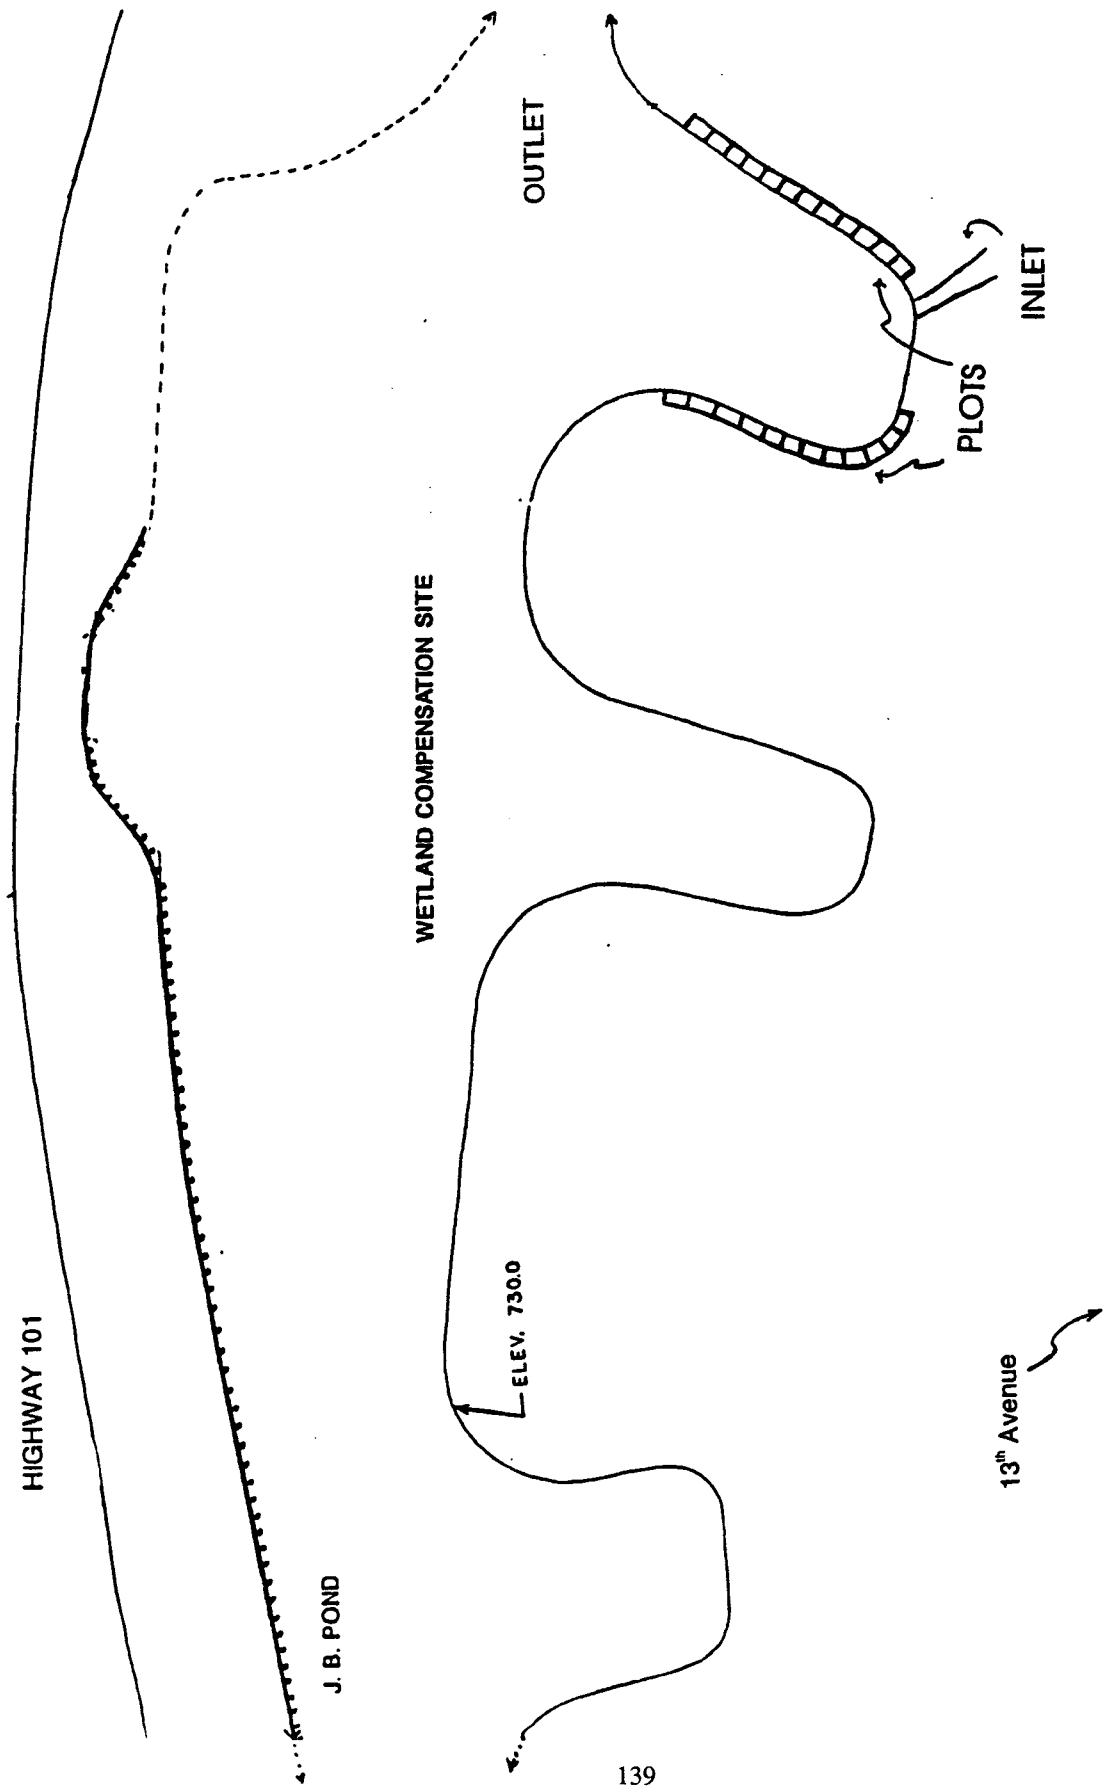 HIGHWAY 101
J. B. POND
WETLAND COMPENSATION SITE
OUTLET
ELEV. 730.0
PLOTS
INLET
13th Avenue
139